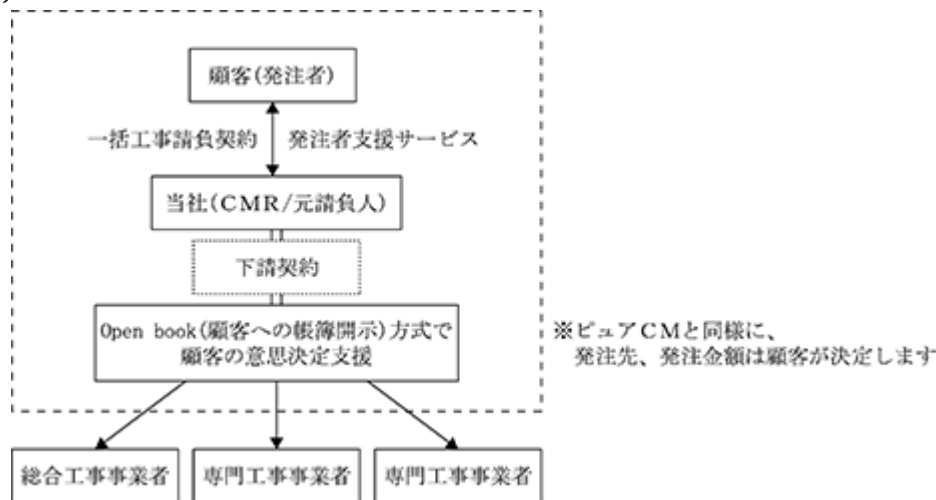 )
顧客(発注者)
一括工事請負契約 発注者支援サービス
当社(CMR/元請負人)
下請契約
Open book(顧客への帳簿開示)方式で
顧客の意思決定支援
※ピュアCMと同様に、
発注先、発注金額は顧客が決定します
総合工事事業者 専門工事事業者 専門工事事業者